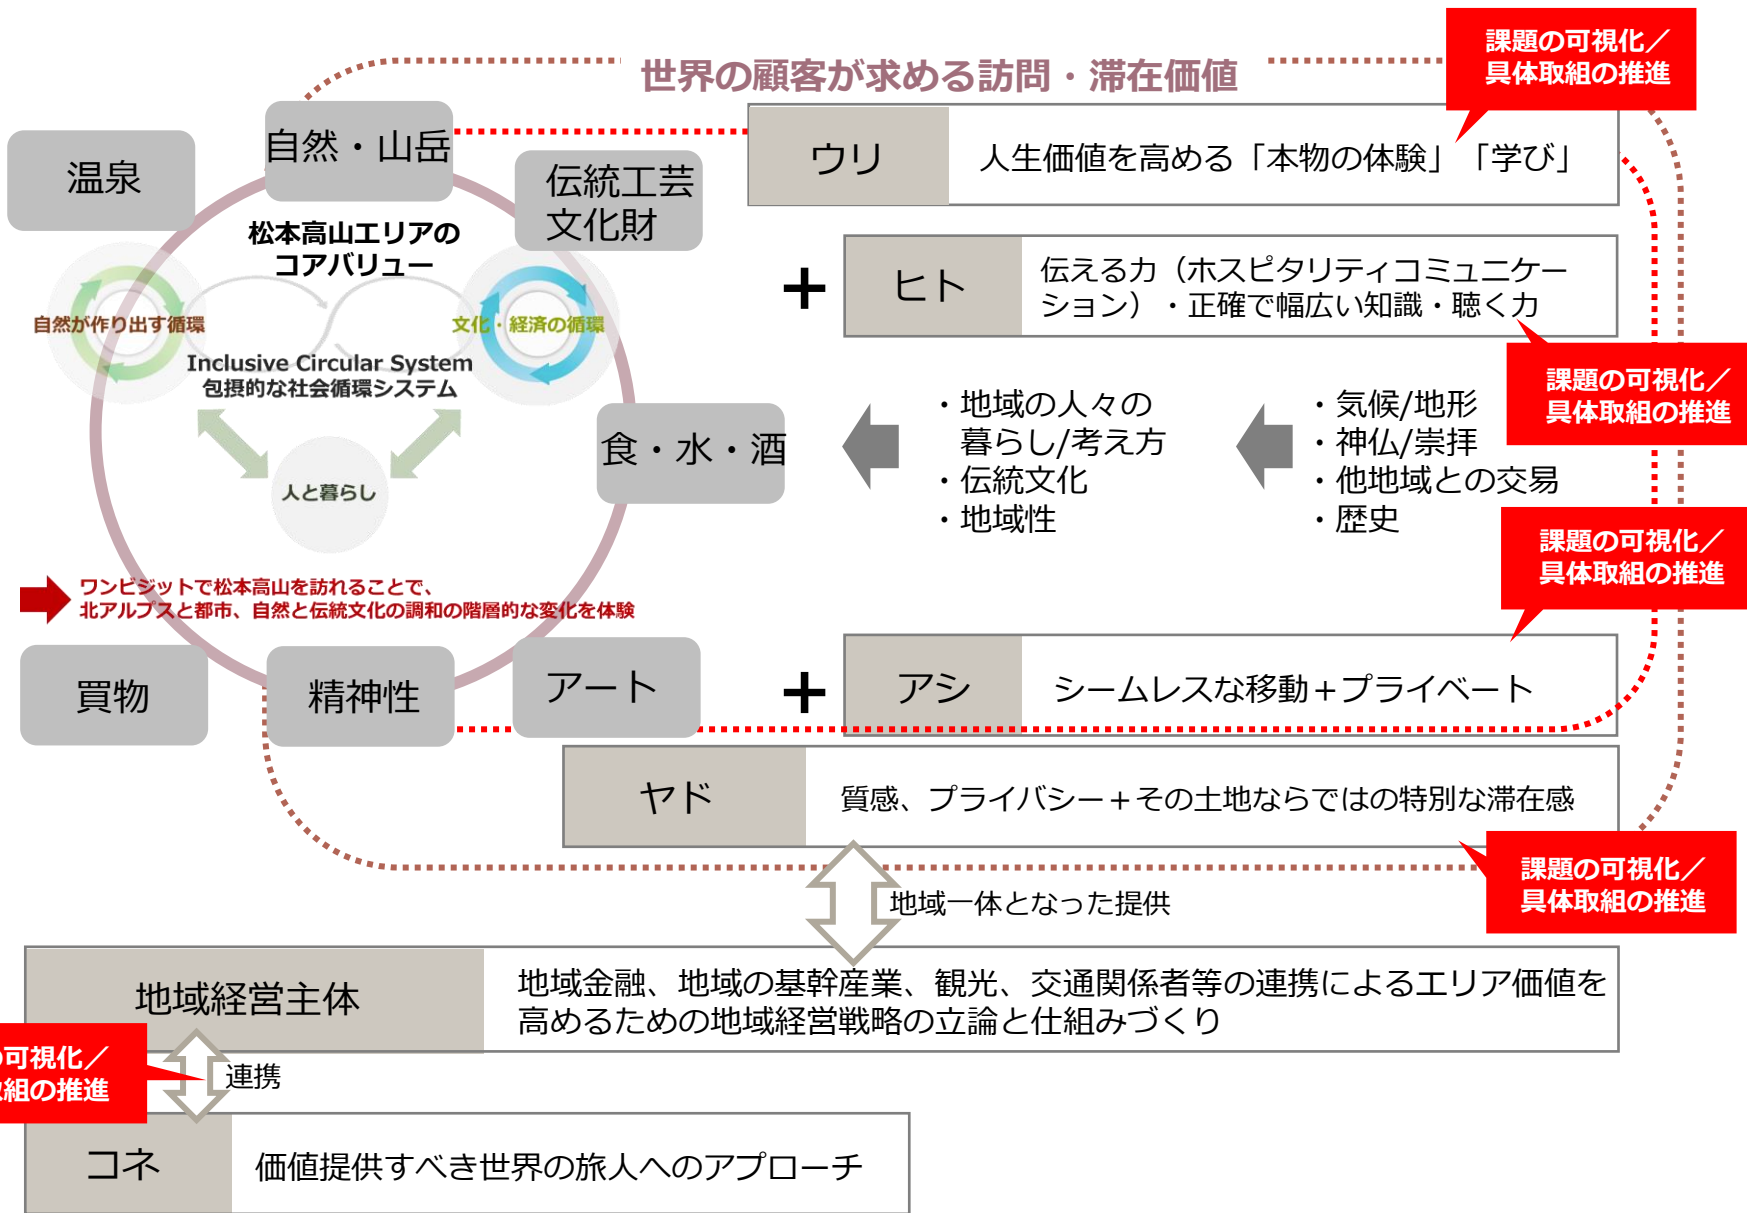 世界の顧客が求める訪問・滞在価値
課題の可視化／
具体取組の推進
温泉
自然・山岳
伝統工芸
文化財
ウリ
人生価値を高める「本物の体験」「学び」
松本高山エリアの
コアバリュー
自然が作り出す循環
文化・経済の循環
Inclusive Circular System
包摂的な社会循環システム
人と暮らし
+
ヒト
伝える力（ホスピタリティコミュニケー
ション）・正確で幅広い知識・聴く力
課題の可視化／
具体取組の推進
食・水・酒
・地域の人々の
暮らし/考え方
・伝統文化
・地域性
・気候/地形
・神仏/崇拝
・他地域との交易
・歴史
課題の可視化／
具体取組の推進
ワンビジットで松本高山を訪れることで、
北アルプスと都市、自然と伝統文化の調和の階層的な変化を体験
買物
精神性
アート
+
アシ
シームレスな移動＋プライベート
ヤド
質感、プライバシー＋その土地ならではの特別な滞在感
課題の可視化／
具体取組の推進
地域一体となった提供
地域経営主体
地域金融、地域の基幹産業、観光、交通関係者等の連携によるエリア価値を
高めるための地域経営戦略の立論と仕組みづくり
可視化／
組の推進
連携
コネ
価値提供すべき世界の旅人へのアプローチ